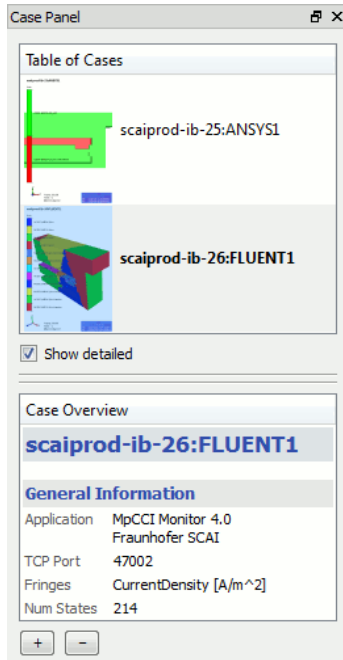 Case Panel
Table of Cases
scaiprod-ib-25:ANSYS1
scaiprod-ib-26:FLUENT1
Show detailed
Case Overview
scaiprod-ib-26:FLUENT1
General Information
Application MpCCI Monitor 4.0
Fraunhofer SCAI
TCP Port 47002
Fringes CurrentDensity [A/m^2]
Num States 214
+ -